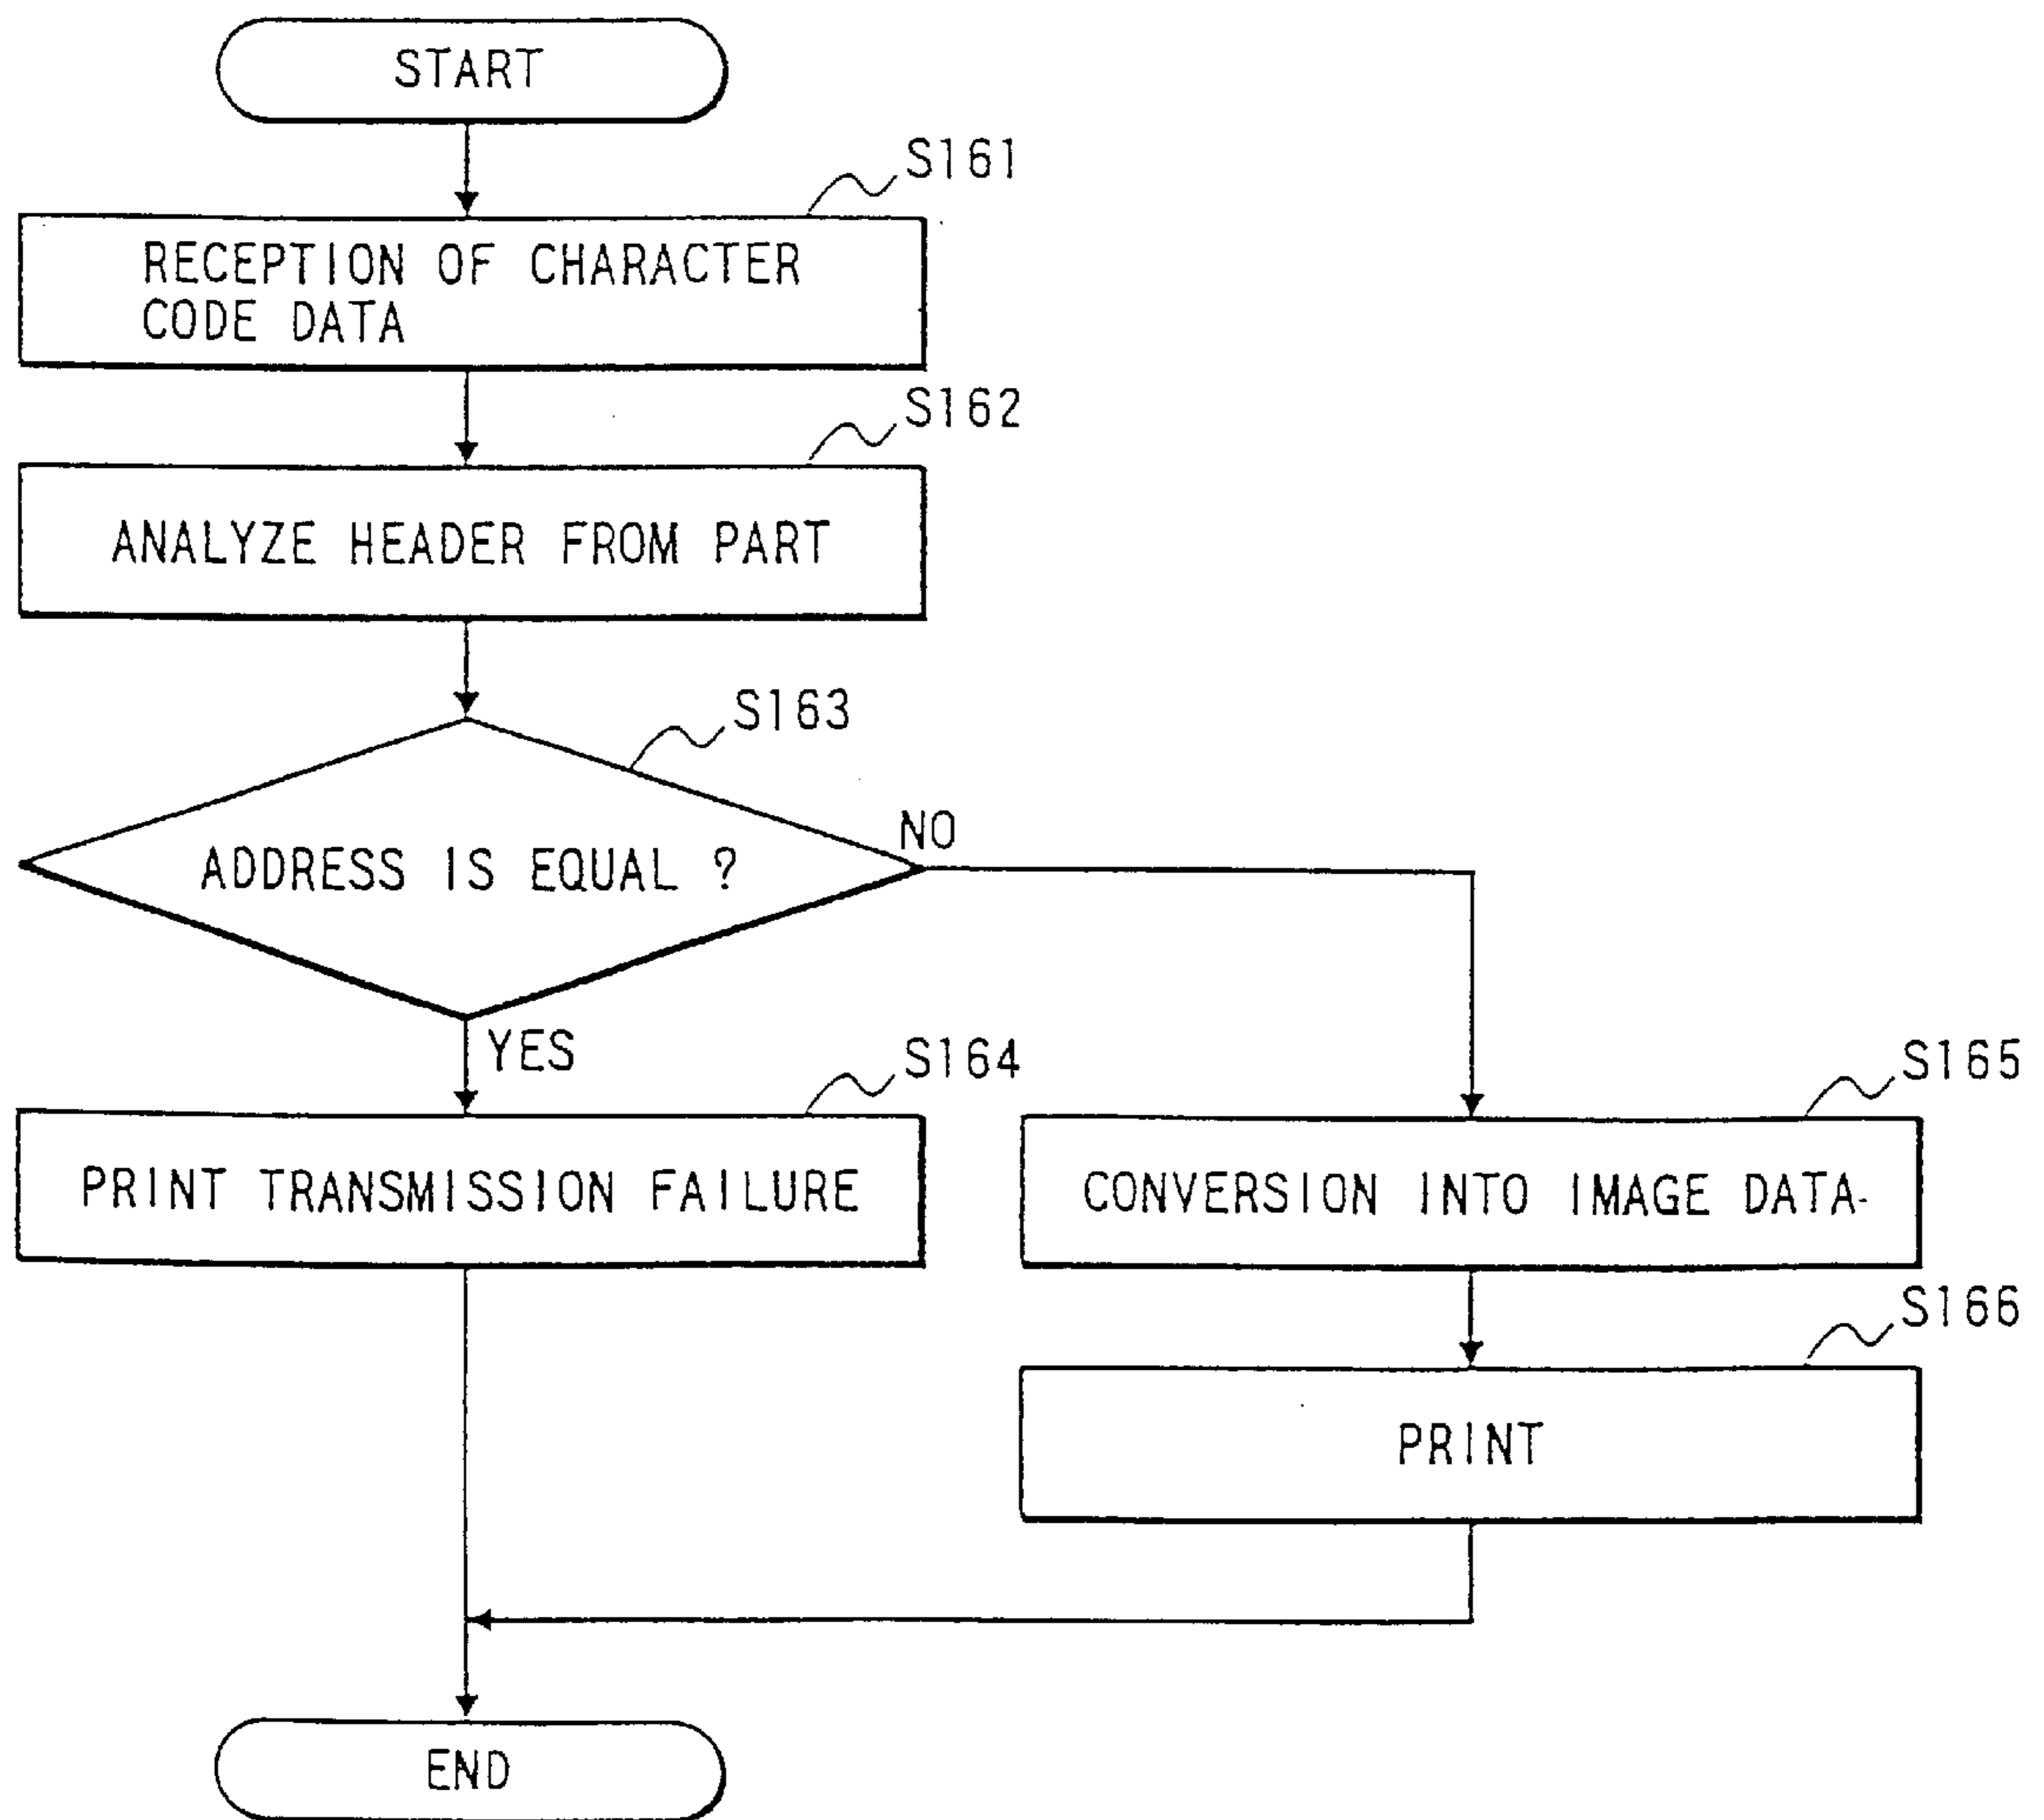 START
S161
RECEPTION OF CHARACTER
CODE DATA
S162
ANALYZE HEADER FROM PART
S163
ADDRESS IS EQUAL ?
NO
YES
S164
PRINT TRANSMISSION FAILURE
S165
CONVERSION INTO IMAGE DATA
S166
PRINT
END